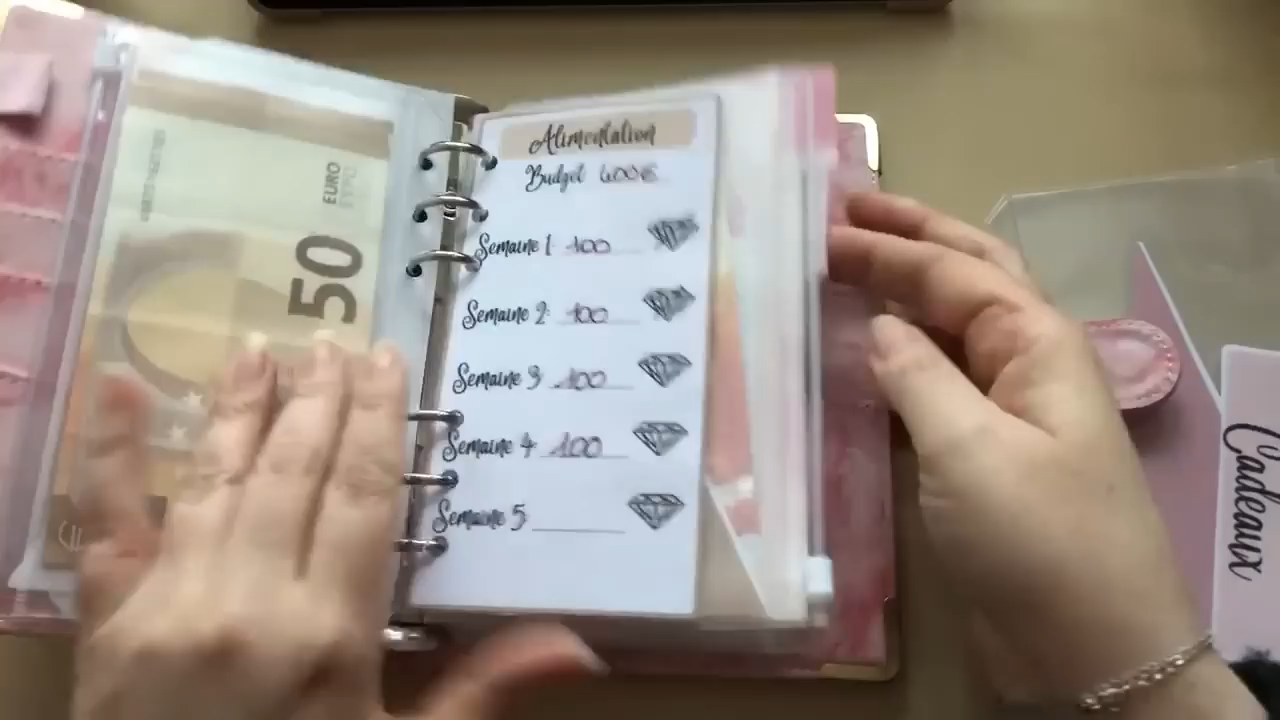 Alimentation
Budget 400€
Semaine 1: 100
Semaine 2: 100
Semaine 3 100
Semaine 4 100
Semaine 5:
50
EURO
ΕΥΡΩ
Cadeaux